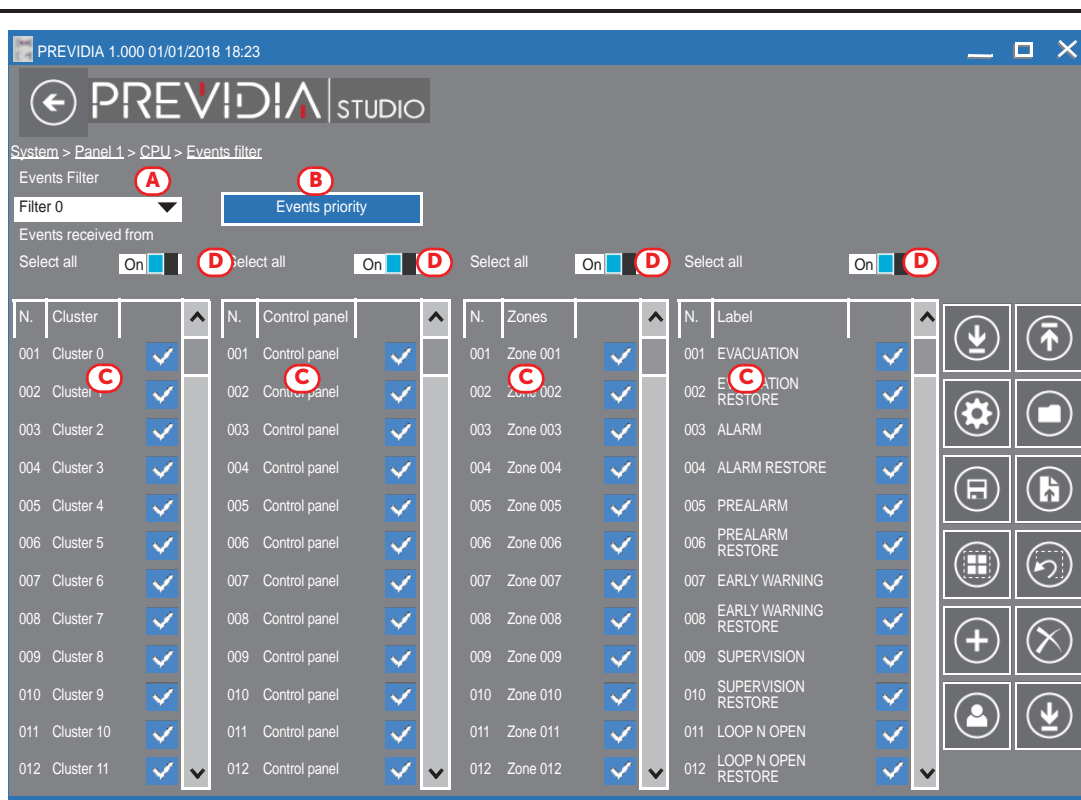 PREVIDIA 1.000 01/01/2018 18:23
PREVIDIA STUDIO
System > Panel 1 > CPU > Events filter
Events Filter A B
Filter 0 Events priority
Events received from
Select all On D Select all On D Select all On D Select all On D
N. Cluster N. Control panel N. Zones N. Label
001 Cluster 0 001 Control panel 001 Zone 001 001 EVACUATION
C C C C
002 Cluster 002 Control panel 002 Zone 002 002 EVACUATION RESTORE
003 Cluster 2 003 Control panel 003 Zone 003 003 ALARM
004 Cluster 3 004 Control panel 004 Zone 004 004 ALARM RESTORE
005 Cluster 4 005 Control panel 005 Zone 005 005 PREALARM
006 Cluster 5 006 Control panel 006 Zone 006 006 PREALARM RESTORE
007 Cluster 6 007 Control panel 007 Zone 007 007 EARLY WARNING
008 Cluster 7 008 Control panel 008 Zone 008 008 EARLY WARNING RESTORE
009 Cluster 8 009 Control panel 009 Zone 009 009 SUPERVISION
010 Cluster 9 010 Control panel 010 Zone 010 010 SUPERVISION RESTORE
011 Cluster 10 011 Control panel 011 Zone 011 011 LOOP N OPEN
012 Cluster 11 012 Control panel 012 Zone 012 012 LOOP N OPEN RESTORE